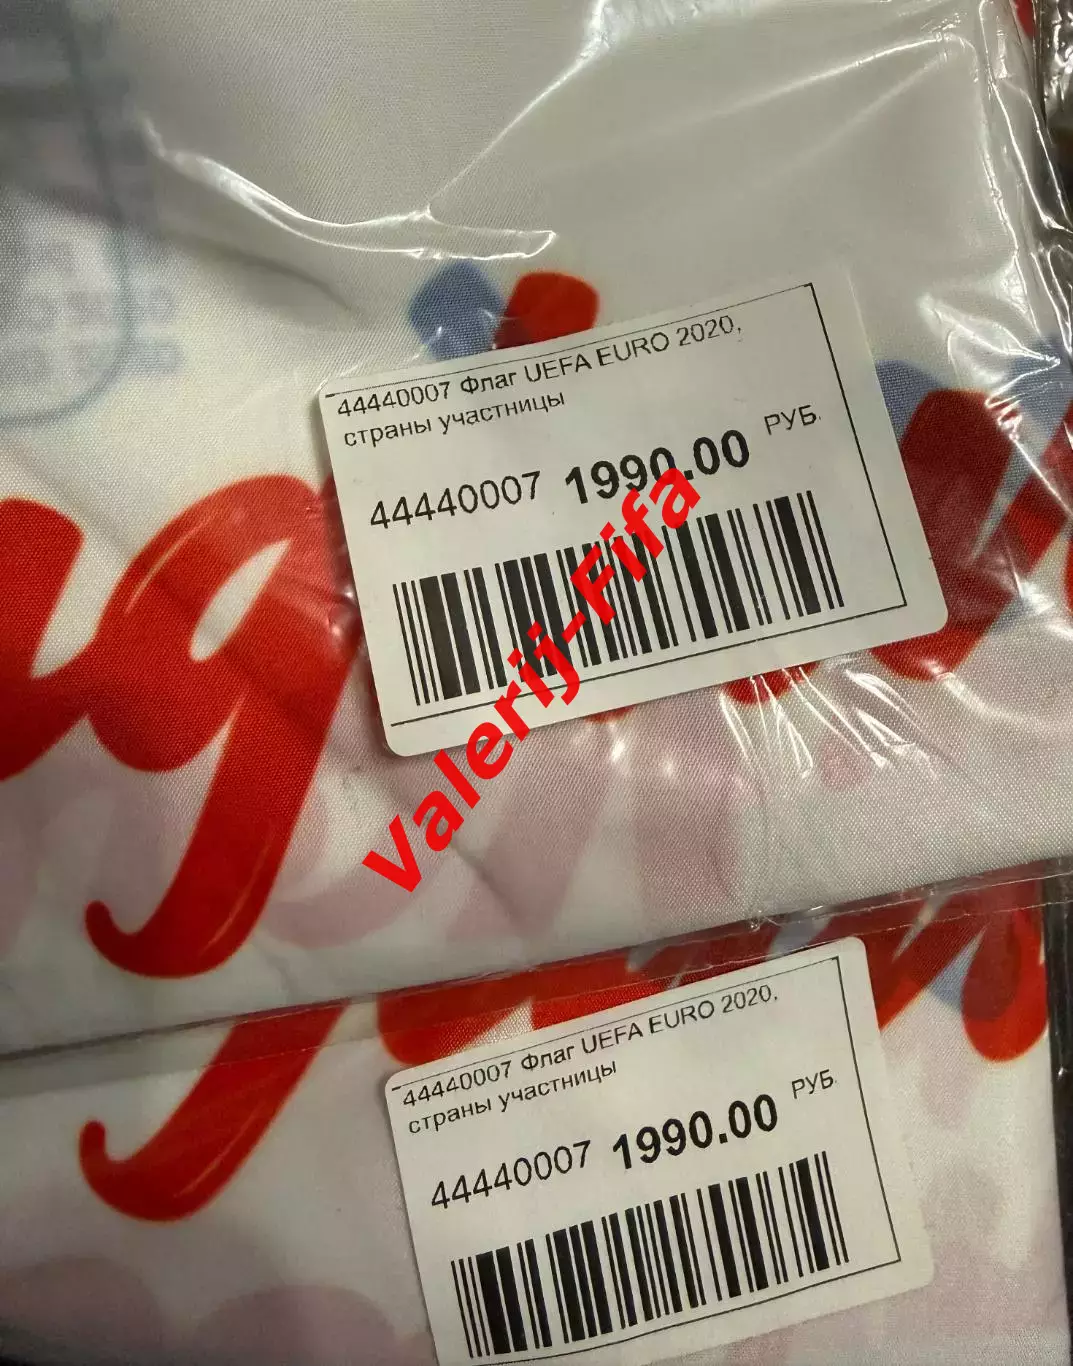 44440007 Флаг UEFA EURO 2020,
страны участницы
44440007 1990.00 РУБ.
Valerij-Fifa
44440007 Флаг UEFA EURO 2020,
страны участницы
44440007 1990.00 РУБ.